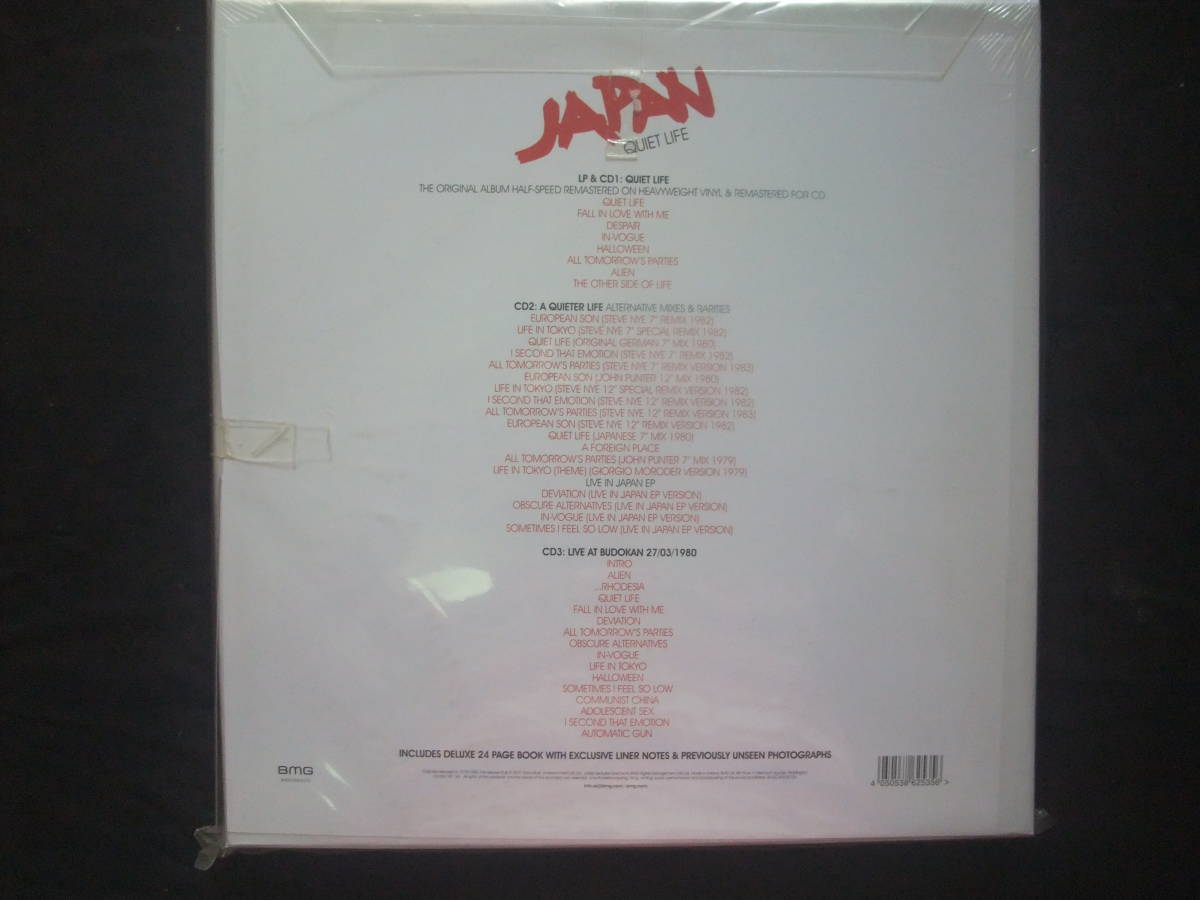 JAPAN
QUIET LIFE
LP & CD1: QUIET LIFE
THE ORIGINAL ALBUM HALF-SPEED REMASTERED ON HEAVYWEIGHT VINYL & REMASTERED FOR CD
QUIET LIFE
FALL IN LOVE WITH ME
DESPAIR
IN-VOGUE
HALLOWEEN
ALL TOMORROW'S PARTIES
ALIEN
THE OTHER SIDE OF LIFE
CD2: A QUIETER LIFE ALTERNATIVE MIXES & RARITIES
EUROPEAN SON (STEVE NYE 7" REMIX 1982)
LIFE IN TOKYO (STEVE NYE 7" SPECIAL REMIX 1982)
QUIET LIFE (ORIGINAL GERMAN 7" MIX 1980)
I SECOND THAT EMOTION (STEVE NYE 7" REMIX 1982)
ALL TOMORROW'S PARTIES (STEVE NYE 7" REMIX VERSION 1983)
EUROPEAN SON (JOHN PUNTER 12" MIX 1980)
LIFE IN TOKYO (STEVE NYE 12" SPECIAL REMIX VERSION 1982)
I SECOND THAT EMOTION (STEVE NYE 12" REMIX VERSION 1982)
ALL TOMORROW'S PARTIES (STEVE NYE 12" REMIX VERSION 1983)
EUROPEAN SON (STEVE NYE 12" REMIX VERSION 1982)
QUIET LIFE (JAPANESE 7" MIX 1980)
A FOREIGN PLACE
ALL TOMORROW'S PARTIES (JOHN PUNTER 7" MIX 1979)
LIFE IN TOKYO (THEME) (GIORGIO MORODER VERSION 1979)
LIVE IN JAPAN EP
DEVIATION (LIVE IN JAPAN EP VERSION)
OBSCURE ALTERNATIVES (LIVE IN JAPAN EP VERSION)
IN-VOGUE (LIVE IN JAPAN EP VERSION)
SOMETIMES I FEEL SO LOW (LIVE IN JAPAN EP VERSION)
CD3: LIVE AT BUDOKAN 27/03/1980
INTRO
ALIEN
...RHODESIA
QUIET LIFE
FALL IN LOVE WITH ME
DEVIATION
ALL TOMORROW'S PARTIES
OBSCURE ALTERNATIVES
IN-VOGUE
LIFE IN TOKYO
HALLOWEEN
SOMETIMES I FEEL SO LOW
COMMUNIST CHINA
ADOLESCENT SEX
I SECOND THAT EMOTION
AUTOMATIC GUN
INCLUDES DELUXE 24 PAGE BOOK WITH EXCLUSIVE LINER NOTES & PREVIOUSLY UNSEEN PHOTOGRAPHS
BMG
4 050538 625356 >